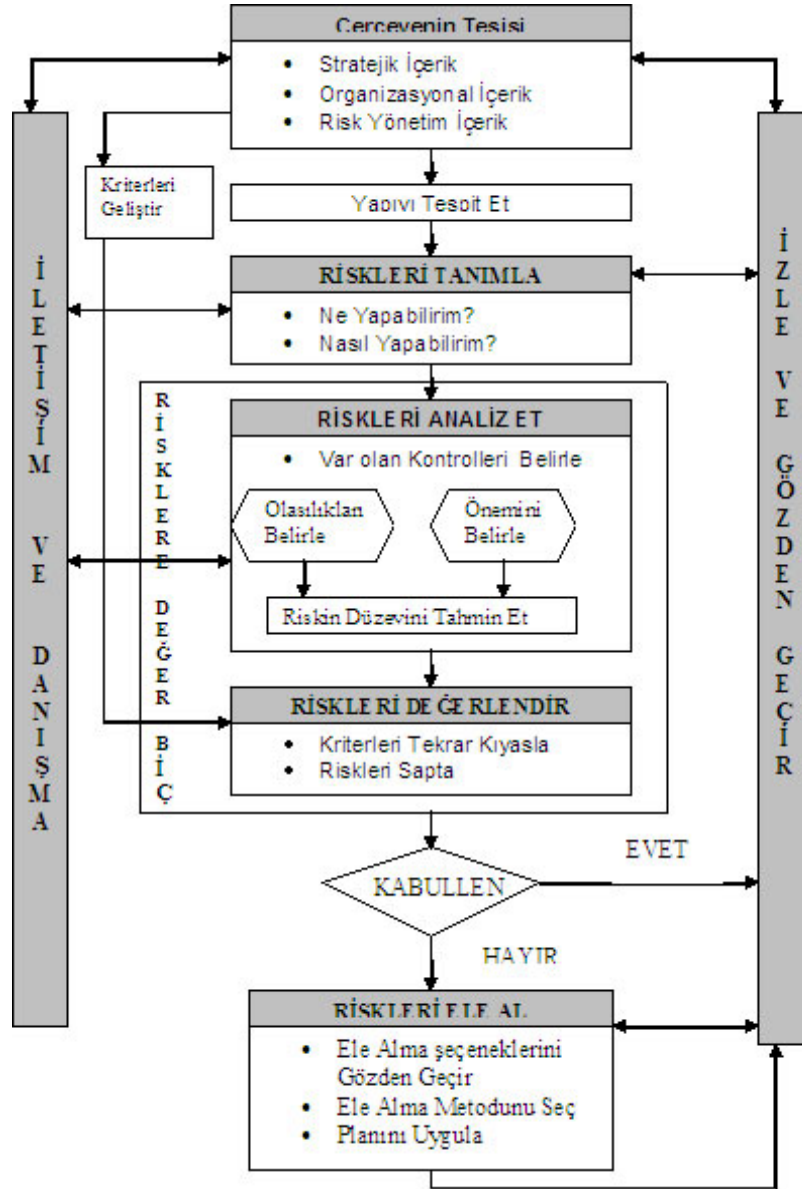 Cercevenin Tesisi
• Stratejik İçerik
• Organizasyonal İçerik
• Risk Yönetim İçerik
Kriterleri
Geliştir
Yapıyı Tespit Et
RİSKLERİ TANIMLA
• Ne Yapabilirim?
• Nasıl Yapabilirim?
RİSKLERE DEĞER BİÇ
RİSKLERİ ANALİZ ET
• Var olan Kontrolleri Belirle
Olasılıkları
Belirle
Önemini
Belirle
Riskin Düzeyini Tahmin Et
RİSKLERİ DEĞERLENDİR
• Kriterleri Tekrar Kıyasla
• Riskleri Sapta
KABULLEN
EVET
HAYIR
RİSKLERİ ELE AL
• Ele Alma seçeneklerini
Gözden Geçir
• Ele Alma Metodunu Seç
• Planını Uygula
İLETİŞİM VE DANIŞMA
İZLE VE GÖZDEN GEÇİR